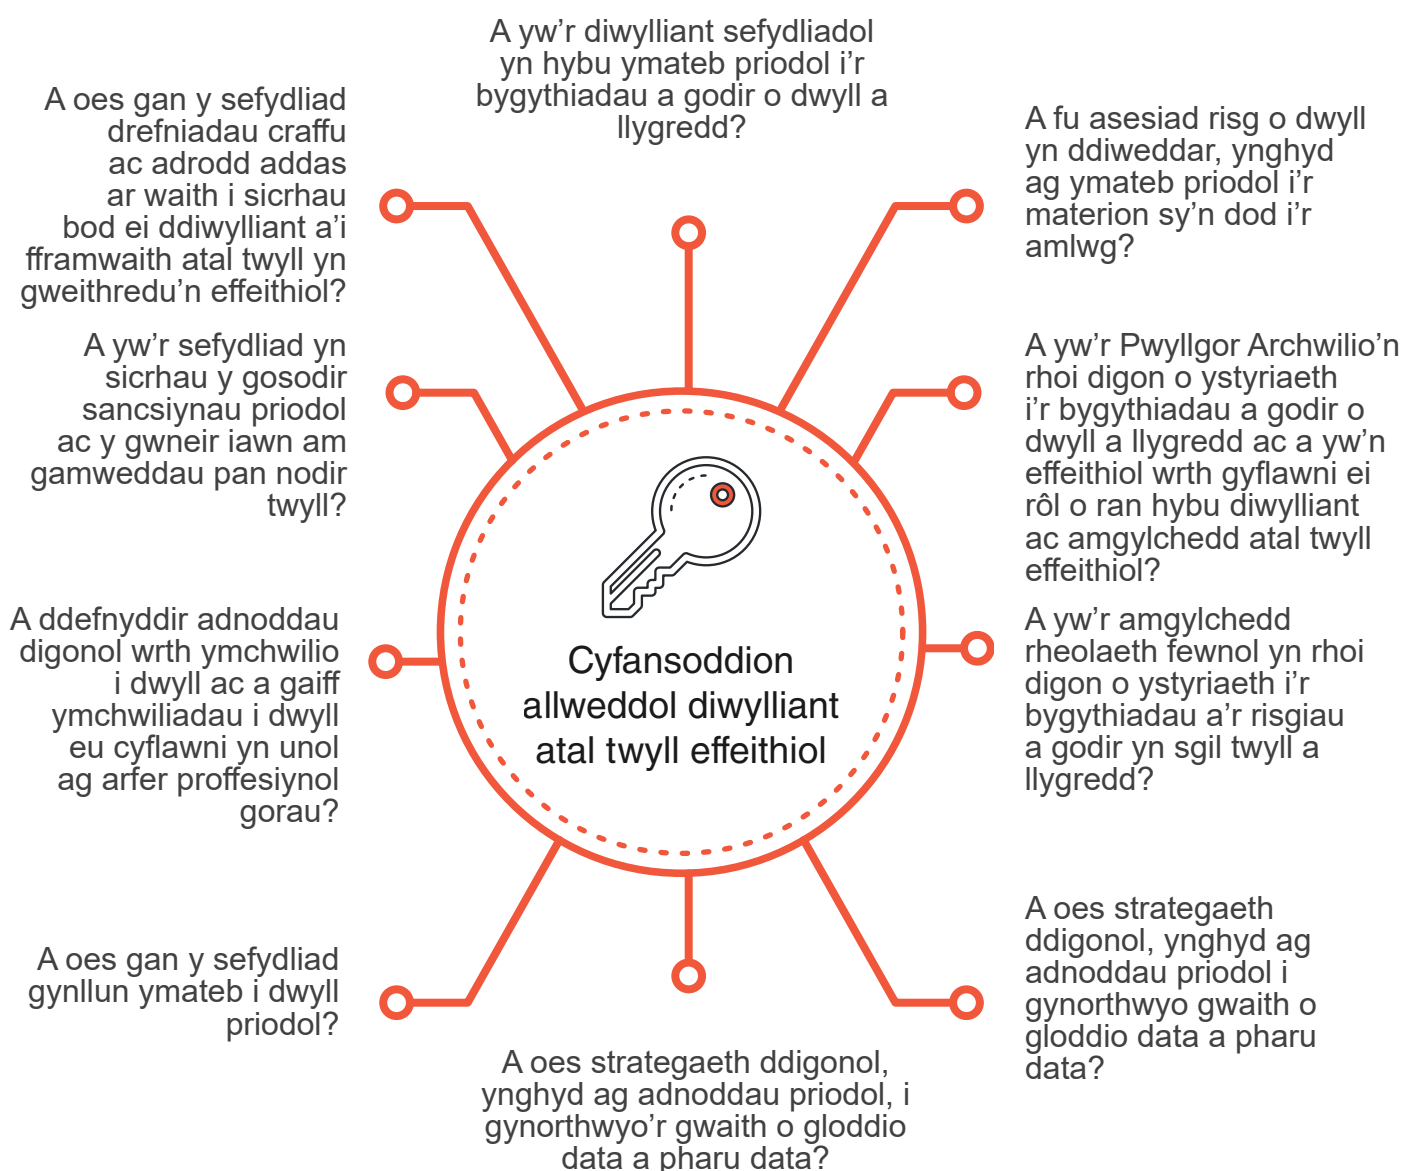 A yw'r diwylliant sefydliadol
yn hybu ymateb priodol i'r
bygythiadau a godir o dwyll a
llygredd?
A fu asesiad risg o dwyll
yn ddiweddar, ynghyd
ag ymateb priodol i'r
materion sy'n dod i'r
amlwg?
A yw'r Pwyllgor Archwilio'n
rhoi digon o ystyriaeth
i'r bygythiadau a godir o
dwyll a llygredd ac a yw'n
effeithiol wrth gyflawni ei
rôl o ran hybu diwylliant
ac amgylchedd atal twyll
effeithiol?
A yw'r amgylchedd
rheolaeth fewnol yn rhoi
digon o ystyriaeth i'r
bygythiadau a'r risgiau
a godir yn sgil twyll a
llygredd?
A oes strategaeth
ddigonol, ynghyd ag
adnoddau priodol i
gynorthwyo gwaith o
gloddio data a pharu
data?
A oes strategaeth ddigonol,
ynghyd ag adnoddau priodol, i
gynorthwyo'r gwaith o gloddio
data a pharu data?
A oes gan y sefydliad
gynllun ymateb i dwyll
priodol?
A ddefnyddir adnoddau
digonol wrth ymchwilio
i dwyll ac a gaiff
ymchwiliadau i dwyll
eu cyflawni yn unol
ag arfer proffesiynol
gorau?
A yw'r sefydliad yn
sicrhau y gosodir
sancsiynau priodol
ac y gwneir iawn am
gamweddau pan nodir
twyll?
A oes gan y sefydliad
drefniadau craffu
ac adrodd addas
ar waith i sicrhau
bod ei ddiwylliant a'i
fframwaith atal twyll yn
gweithredu'n effeithiol?
Cyfansoddion
allweddol diwylliant
atal twyll effeithiol